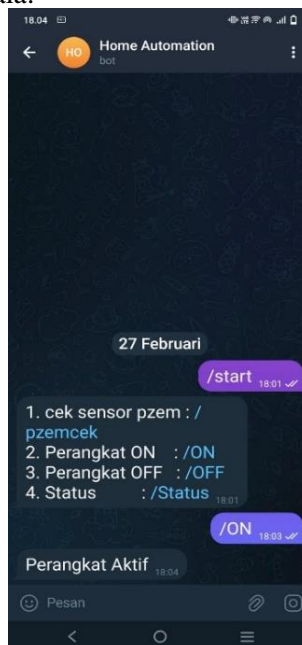 18.04
HO
Home Automation
bot
27 Februari
/start 18:01
1. cek sensor pzem : /
pzemcek
2. Perangkat ON : /ON
3. Perangkat OFF : /OFF
4. Status : /Status 18:01
/ON 18:03
Perangkat Aktif 18:04
Pesan